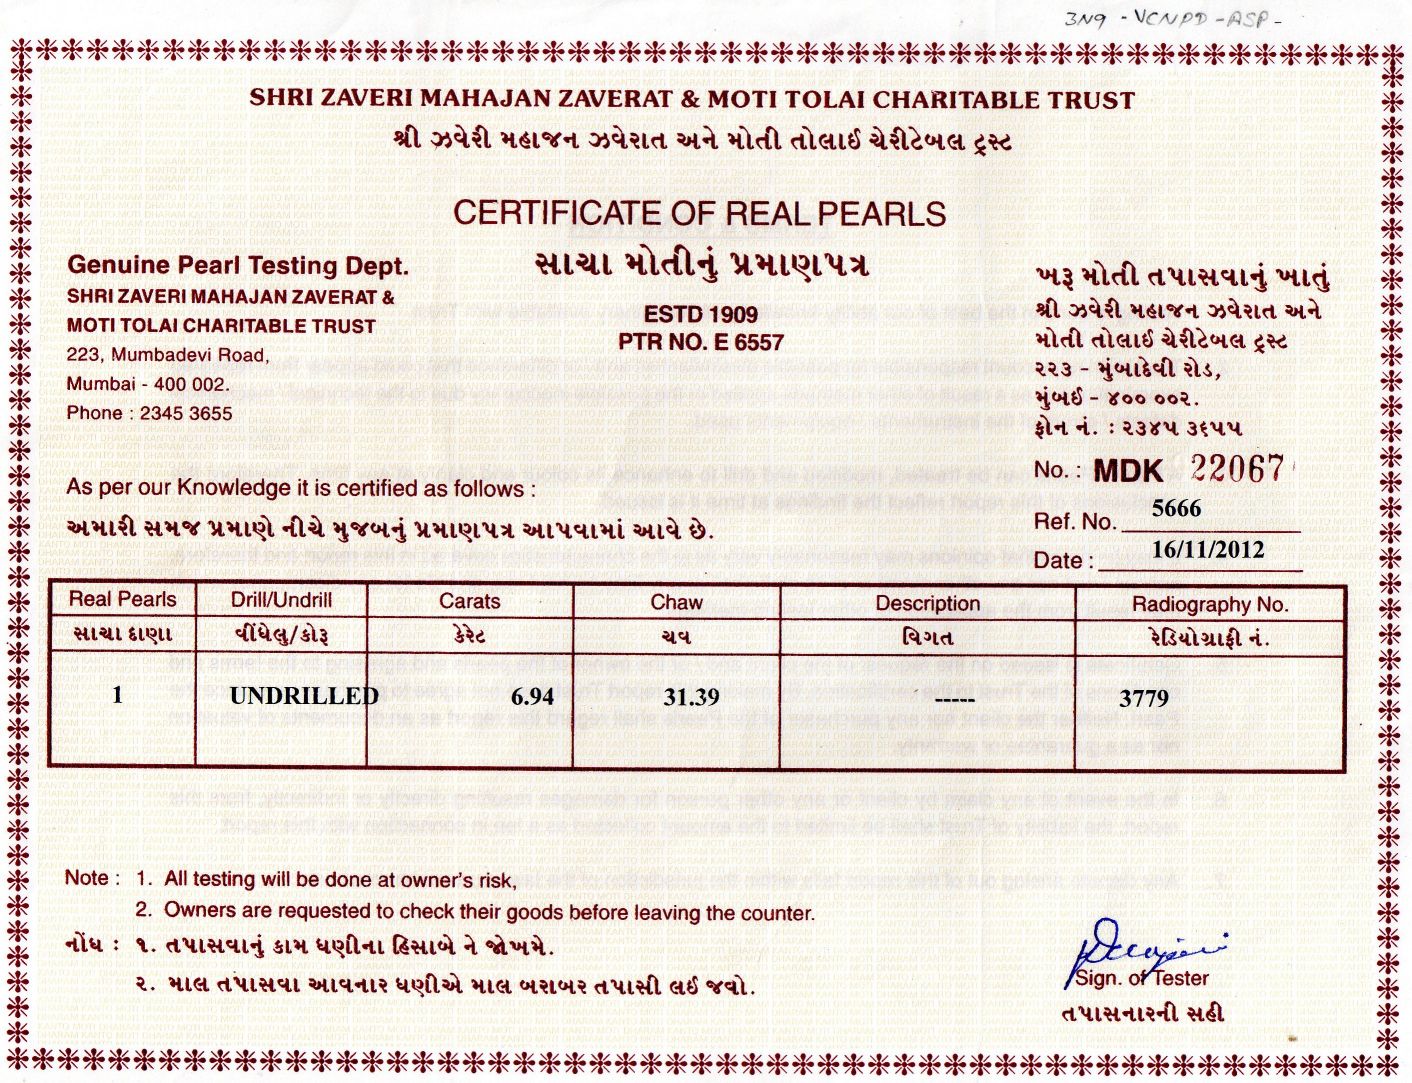 3N9 - VCNPD - ASP -
SHRI ZAVERI MAHAJAN ZAVERAT & MOTI TOLAI CHARITABLE TRUST
શ્રી ઝવેરી મહાજન ઝવેરાત અને મોતી તોલાઈ ચેરીટેબલ ટ્રસ્ટ
CERTIFICATE OF REAL PEARLS
સાચા મોતીનું પ્રમાણપત્ર
ESTD 1909
PTR NO. E 6557
Genuine Pearl Testing Dept.
SHRI ZAVERI MAHAJAN ZAVERAT &
MOTI TOLAI CHARITABLE TRUST
223, Mumbadevi Road,
Mumbai - 400 002.
Phone : 2345 3655
ખરૂ મોતી તપાસવાનું ખાતું
શ્રી ઝવેરી મહાજન ઝવેરાત અને
મોતી તોલાઈ ચેરીટેબલ ટ્રસ્ટ
૨૨૩ - મુંબાદેવી રોડ,
મુંબઈ - ૪૦૦ ૦૦૨.
ફોન નં. : ૨૩૪૫ ૩૬૫૫
No. : MDK 22067
Ref. No. 5666
Date : 16/11/2012
As per our Knowledge it is certified as follows :
અમારી સમજ પ્રમાણે નીચે મુજબનું પ્રમાણપત્ર આપવામાં આવે છે.
Real Pearls Drill/Undrill Carats Chaw Description Radiography No.
સાચા દાણા વીંધેલુ/કોરૂ કેરેટ ચવ વિગત રેડિયોગ્રાફી નં.
1 UNDRILLED 6.94 31.39 ----- 3779
Note : 1. All testing will be done at owner's risk,
2. Owners are requested to check their goods before leaving the counter.
નોંધ : ૧. તપાસવાનું કામ ધણીના હિસાબે ને જોખમે.
૨. માલ તપાસવા આવનાર ધણીએ માલ બરાબર તપાસી લઈ જવો.
Sign. of Tester
તપાસનારની સહી